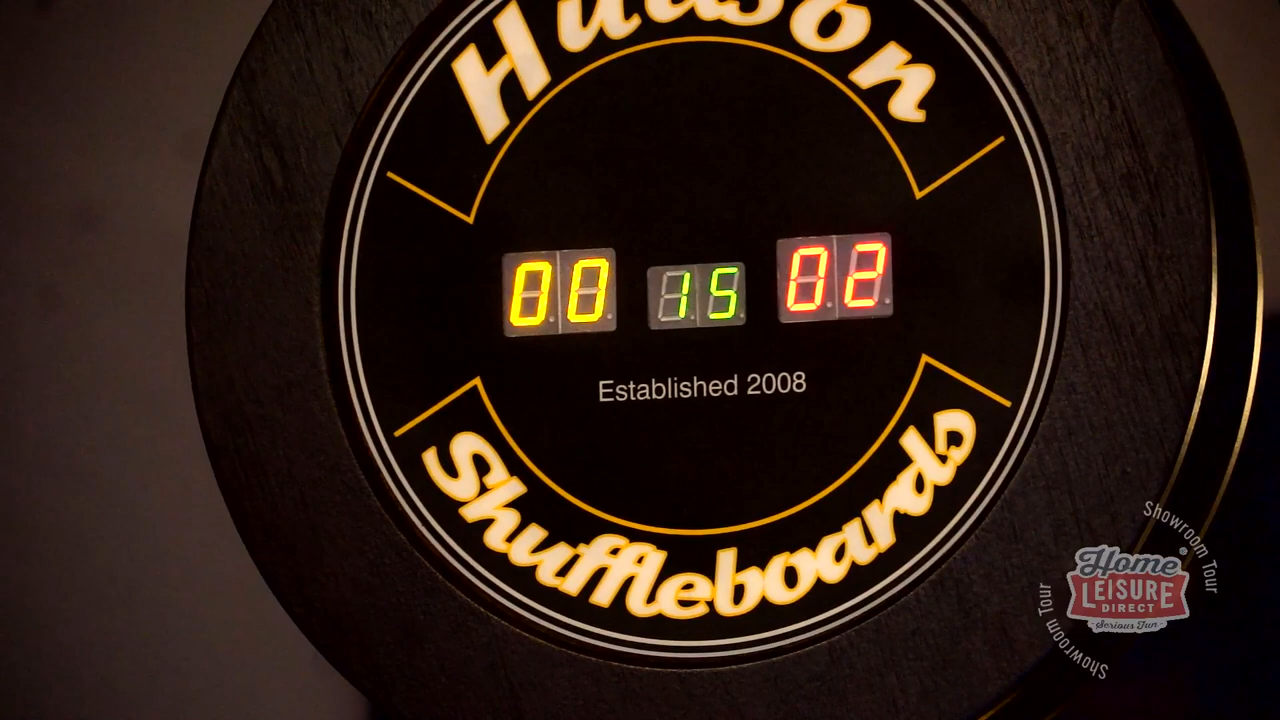 Hudson
00 15 02
Established 2008
Shuffleboards
Showroom Tour
Home®
LEISURE
DIRECT
Serious Fun
Showroom Tour